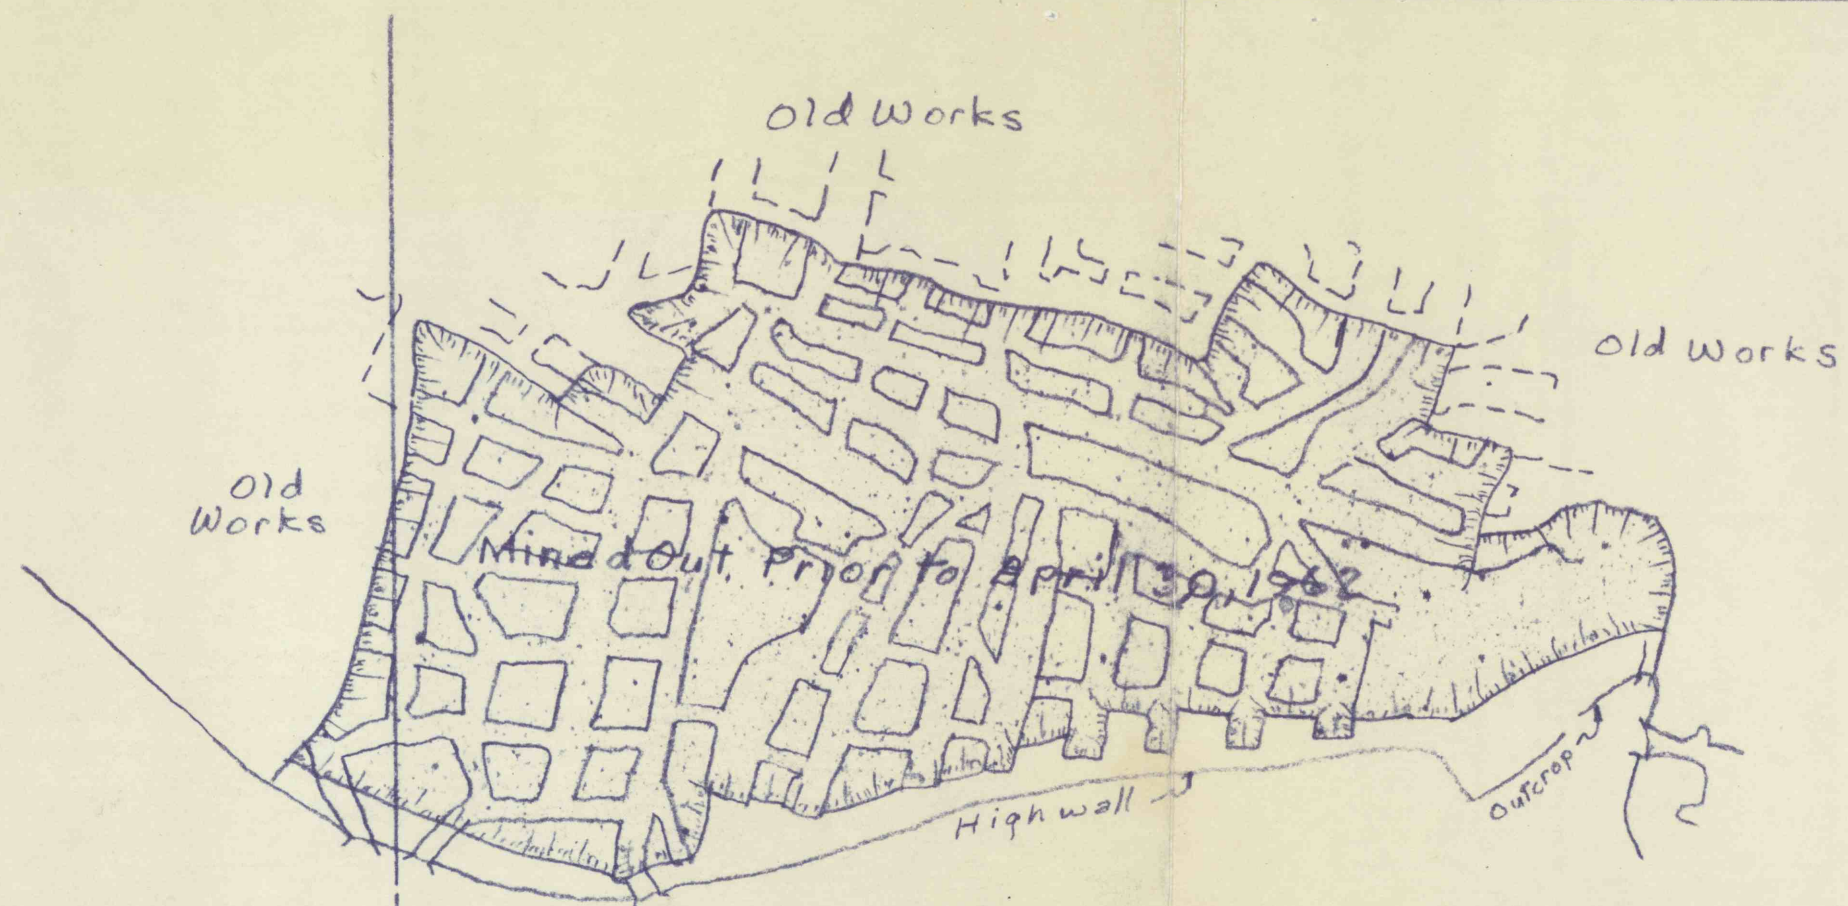 Old Works
Old Works
Old
Works
Mined Out Prior to April 30, 1962
Highwall
Outcrop